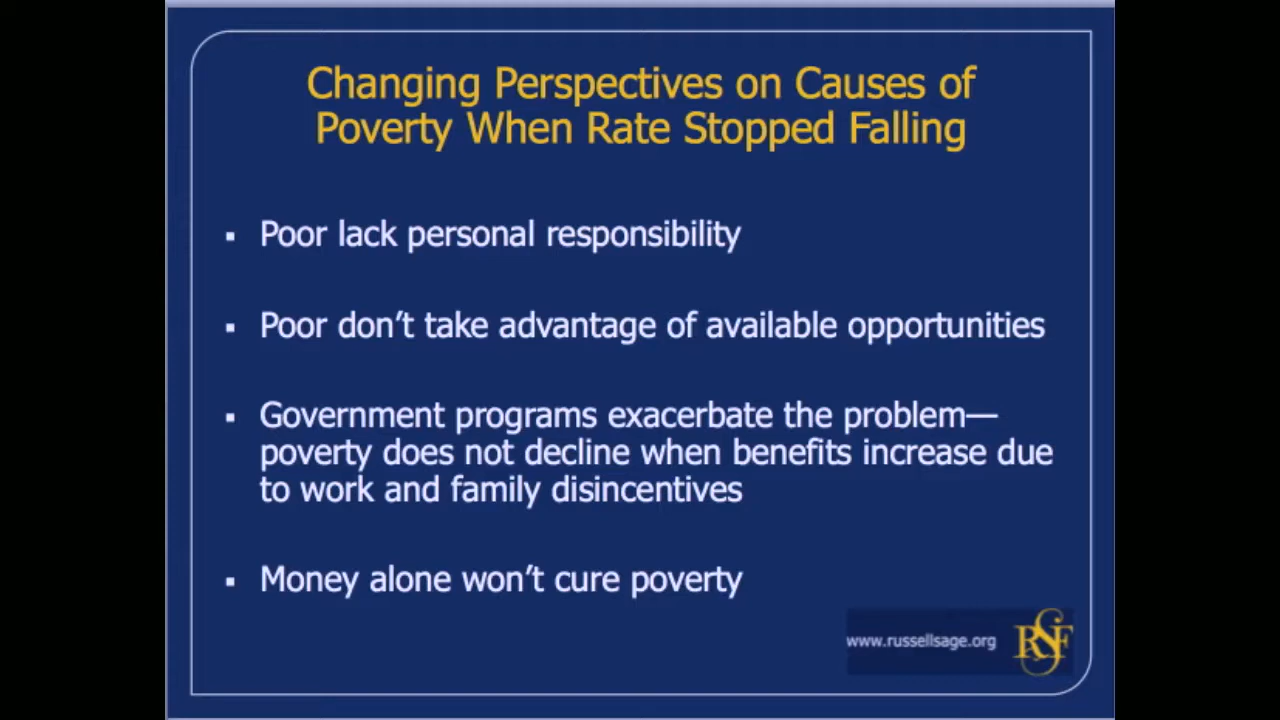 Changing Perspectives on Causes of
Poverty When Rate Stopped Falling
▪ Poor lack personal responsibility
▪ Poor don’t take advantage of available opportunities
▪ Government programs exacerbate the problem—
poverty does not decline when benefits increase due
to work and family disincentives
▪ Money alone won’t cure poverty
www.russellsage.org
RSF